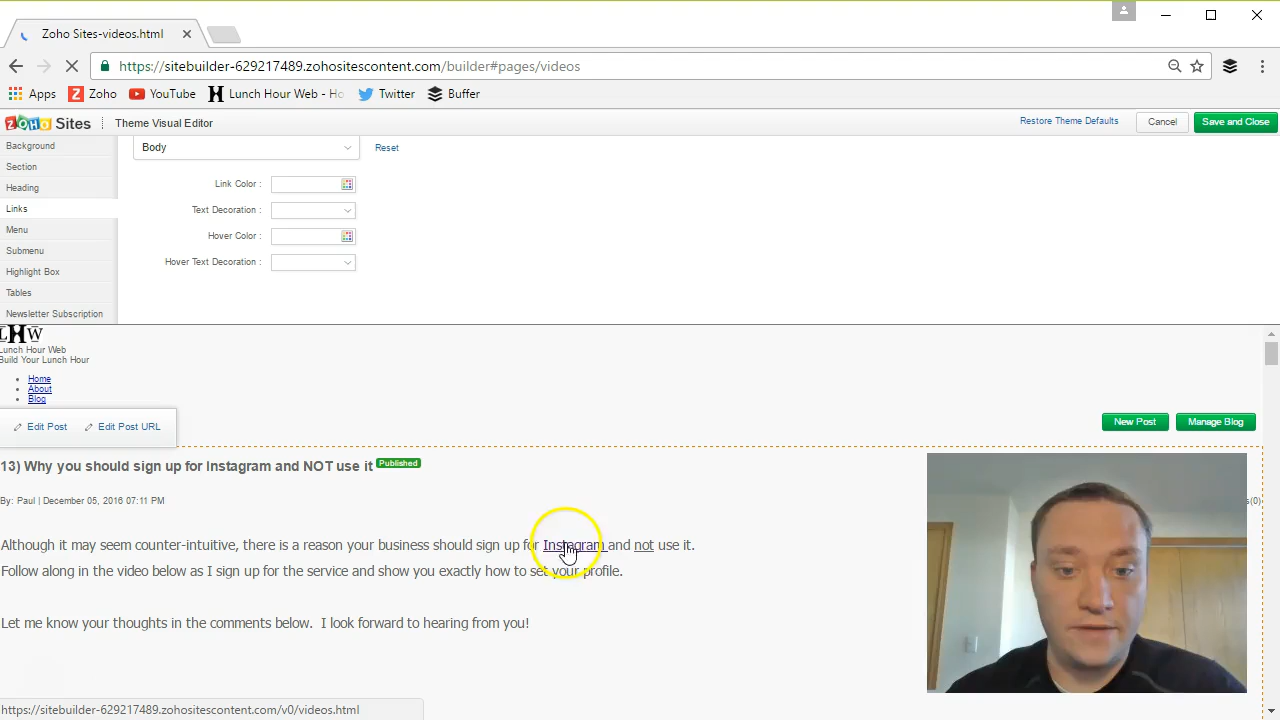 Zoho Sites-videos.html
https://sitebuilder-629217489.zohositescontent.com/builder#pages/videos
Apps Zoho YouTube Lunch Hour Web - Ho Twitter Buffer
ZOHO Sites Theme Visual Editor Restore Theme Defaults Cancel Save and Close
Background
Section
Heading
Links
Menu
Submenu
Highlight Box
Tables
Newsletter Subscription
Body Reset
Link Color :
Text Decoration :
Hover Color :
Hover Text Decoration :
LHW
Lunch Hour Web
Build Your Lunch Hour
Home
About
Blog
Edit Post Edit Post URL New Post Manage Blog
13) Why you should sign up for Instagram and NOT use it Published
By: Paul | December 05, 2016 07:11 PM
s(0)
Although it may seem counter-intuitive, there is a reason your business should sign up for Instagram and not use it.
Follow along in the video below as I sign up for the service and show you exactly how to set your profile.
Let me know your thoughts in the comments below. I look forward to hearing from you!
https://sitebuilder-629217489.zohositescontent.com/v0/videos.html